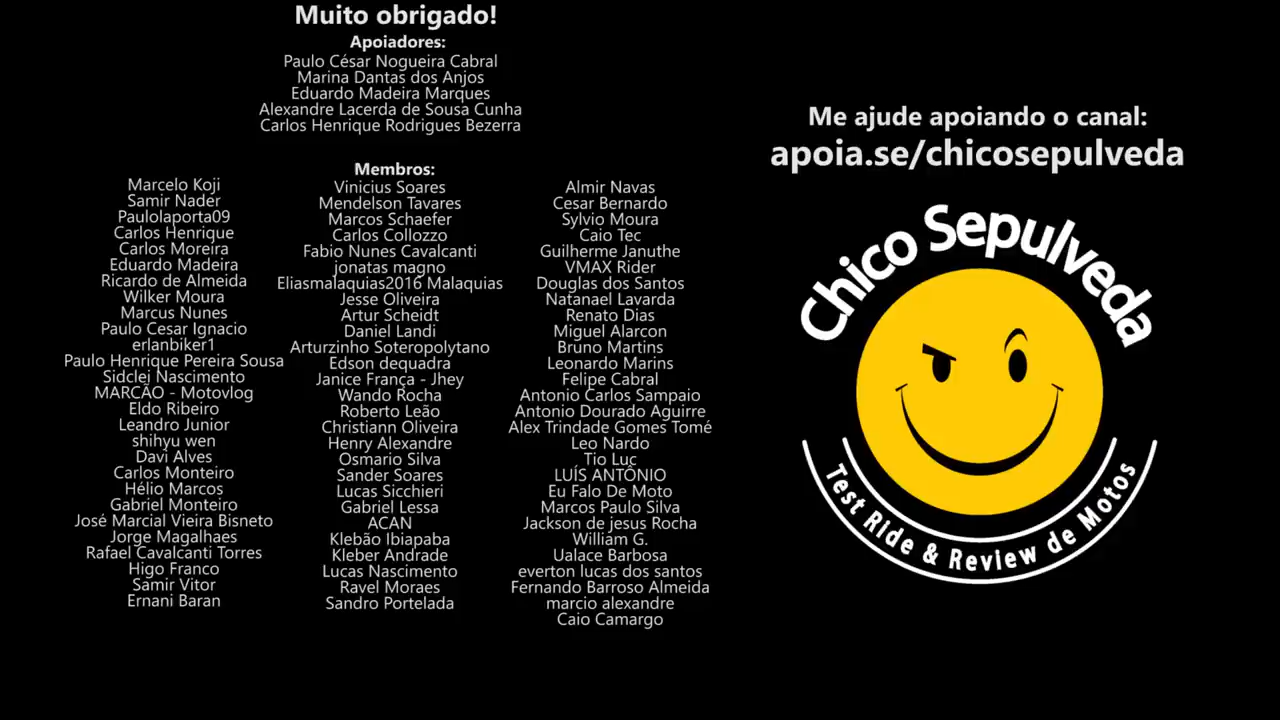 Muito obrigado!
Apoiadores:
Paulo César Nogueira Cabral
Marina Dantas dos Anjos
Eduardo Madeira Marques
Alexandre Lacerda de Sousa Cunha
Carlos Henrique Rodrigues Bezerra
Membros:
Marcelo Koji
Samir Nader
Paulolaporta09
Carlos Henrique
Carlos Moreira
Eduardo Madeira
Ricardo de Almeida
Wilker Moura
Marcus Nunes
Paulo Cesar Ignacio
erlanbiker1
Paulo Henrique Pereira Sousa
Sidclei Nascimento
MARCÃO - Motovlog
Eldo Ribeiro
Leandro Junior
shihyu wen
Davi Alves
Carlos Monteiro
Hélio Marcos
Gabriel Monteiro
José Marcial Vieira Bisneto
Jorge Magalhaes
Rafael Cavalcanti Torres
Higo Franco
Samir Vitor
Ernani Baran
Vinicius Soares
Mendelson Tavares
Marcos Schaefer
Carlos Collozzo
Fabio Nunes Cavalcanti
jonatas magno
Eliasmalaquias2016 Malaquias
Jesse Oliveira
Artur Scheidt
Daniel Landi
Arturzinho Soteropolytano
Edson dequadra
Janice França - Jhey
Wando Rocha
Roberto Leão
Christiann Oliveira
Henry Alexandre
Osmario Silva
Sander Soares
Lucas Sicchieri
Gabriel Lessa
ACAN
Klebão Ibiapaba
Kleber Andrade
Lucas Nascimento
Ravel Moraes
Sandro Portelada
Almir Navas
Cesar Bernardo
Sylvio Moura
Caio Tec
Guilherme Januthe
VMAX Rider
Douglas dos Santos
Natanael Lavarda
Renato Dias
Miguel Alarcon
Bruno Martins
Leonardo Marins
Felipe Cabral
Antonio Carlos Sampaio
Antonio Dourado Aguirre
Alex Trindade Gomes Tomé
Leo Nardo
Tio Luc
LUÍS ANTÔNIO
Eu Falo De Moto
Marcos Paulo Silva
Jackson de jesus Rocha
William G.
Ualace Barbosa
everton lucas dos santos
Fernando Barroso Almeida
marcio alexandre
Caio Camargo
Me ajude apoiando o canal:
apoia.se/chicosepulveda
Chico Sepulveda
Test Ride & Review de Motos